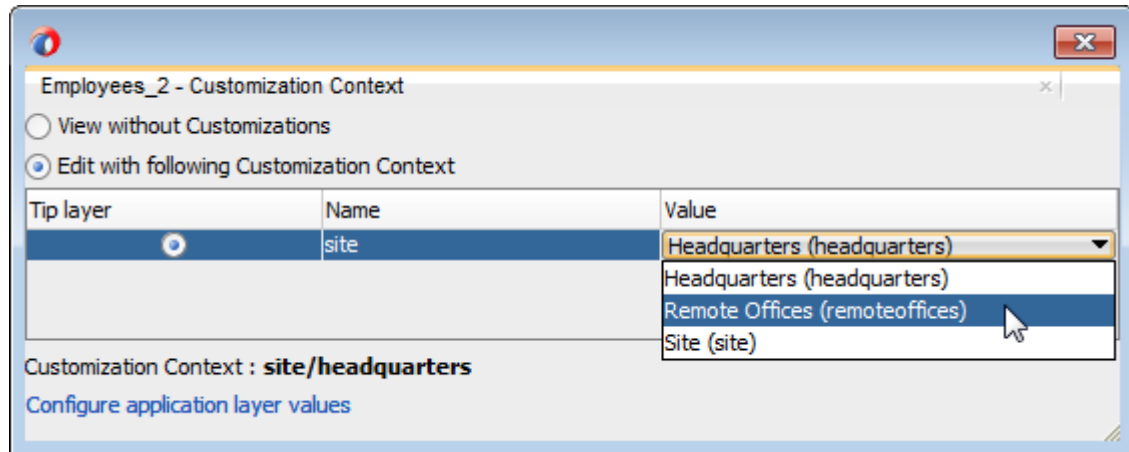 Employees_2 - Customization Context
View without Customizations
Edit with following Customization Context
Tip layer Name Value
site Headquarters (headquarters)
Headquarters (headquarters)
Remote Offices (remoteoffices)
Site (site)
Customization Context : site/headquarters
Configure application layer values